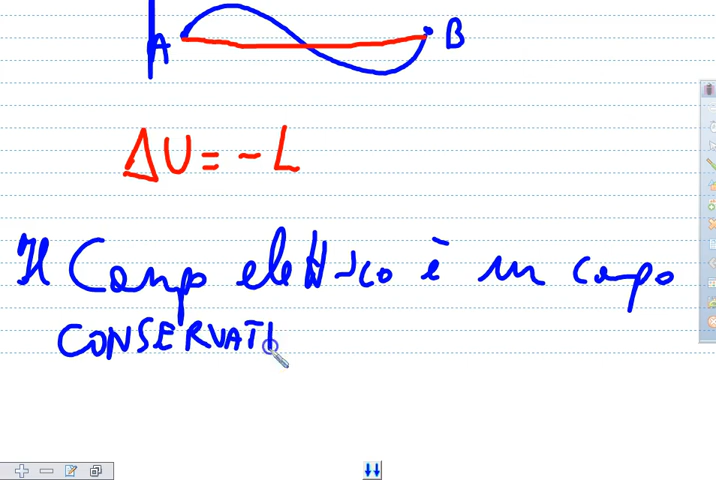 A B
ΔU = - L
Il Campo elettrico è un campo
CONSERVATI